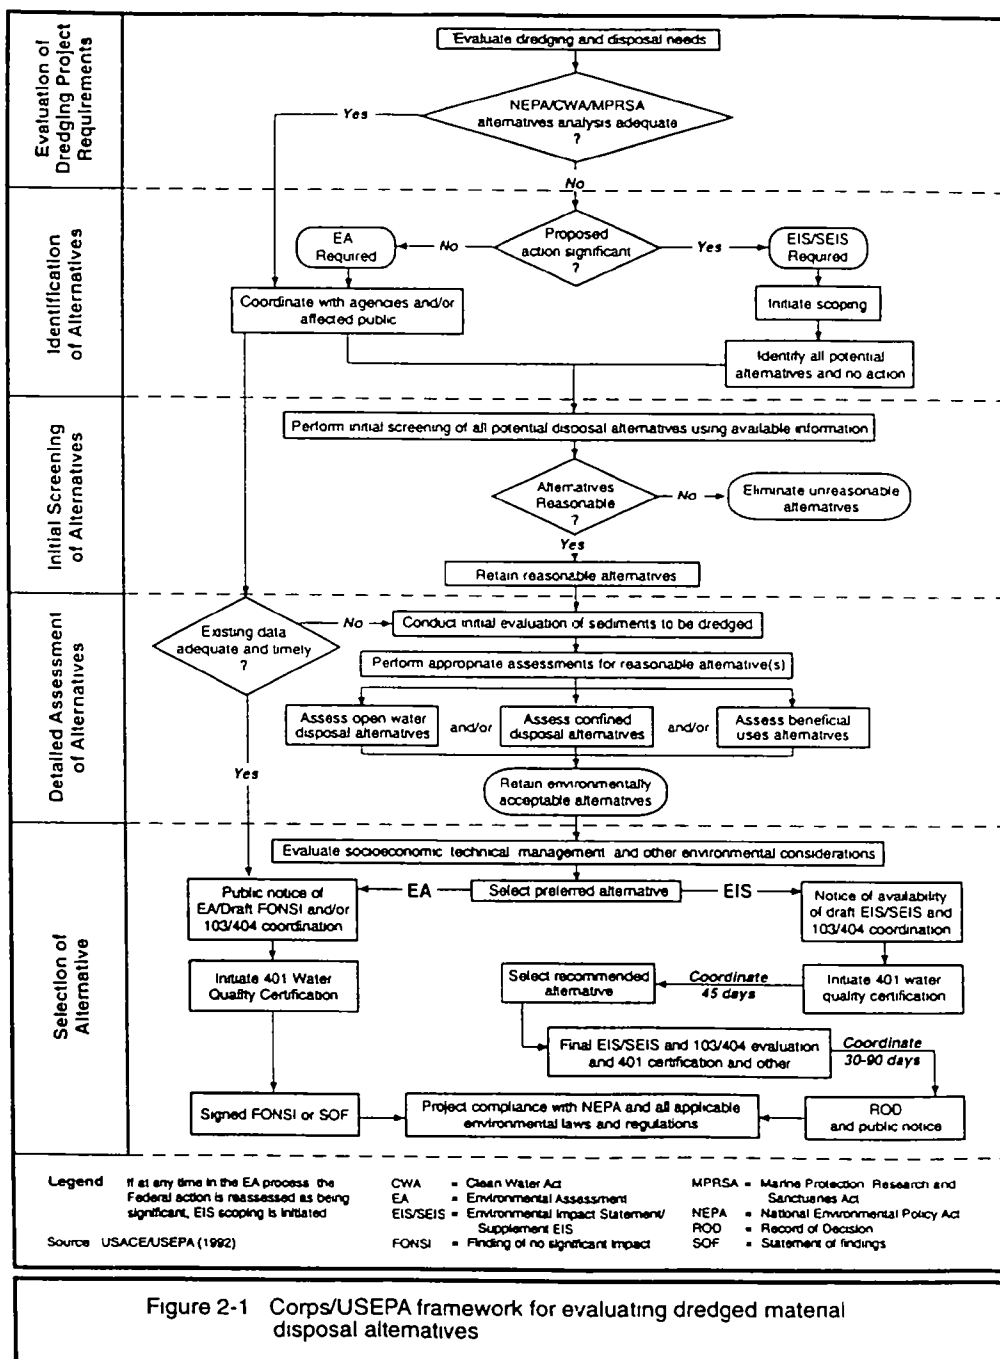 Evaluation of
Dredging Project
Requirements
Evaluate dredging and disposal needs
NEPA/CWA/MPRSA
alternatives analysis adequate
?
Yes
No
Identification
of Alternatives
Proposed
action significant
?
No
EA
Required
Yes
EIS/SEIS
Required
Coordinate with agencies and/or
affected public
Initiate scoping
Identify all potential
alternatives and no action
Initial Screening
of Alternatives
Perform initial screening of all potential disposal alternatives using available information
Alternatives
Reasonable
?
No
Eliminate unreasonable
alternatives
Yes
Retain reasonable alternatives
Detailed Assessment
of Alternatives
Existing data
adequate and timely
?
No
Conduct initial evaluation of sediments to be dredged
Perform appropriate assessments for reasonable alternative(s)
Assess open water
disposal alternatives
and/or
Assess confined
disposal alternatives
and/or
Assess beneficial
uses alternatives
Yes
Retain environmentally
acceptable alternatives
Selection of
Alternative
Evaluate socioeconomic technical management and other environmental considerations
Public notice of
EA/Draft FONSI and/or
103/404 coordination
EA
Select preferred alternative
EIS
Notice of availability
of draft EIS/SEIS and
103/404 coordination
Initiate 401 Water
Quality Certification
Select recommended
alternative
Coordinate
45 days
Initiate 401 water
quality certification
Final EIS/SEIS and 103/404 evaluation
and 401 certification and other
Coordinate
30-90 days
Signed FONSI or SOF
Project compliance with NEPA and all applicable
environmental laws and regulations
ROD
and public notice
Legend
If at any time in the EA process the
Federal action is reassessed as being
significant, EIS scoping is initiated
Source USACE/USEPA (1992)
CWA = Clean Water Act
EA = Environmental Assessment
EIS/SEIS = Environmental Impact Statement/
Supplement EIS
FONSI = Finding of no significant impact
MPRSA = Marine Protection Research and
Sanctuaries Act
NEPA = National Environmental Policy Act
ROD = Record of Decision
SOF = Statement of findings
Figure 2-1 Corps/USEPA framework for evaluating dredged material
disposal alternatives